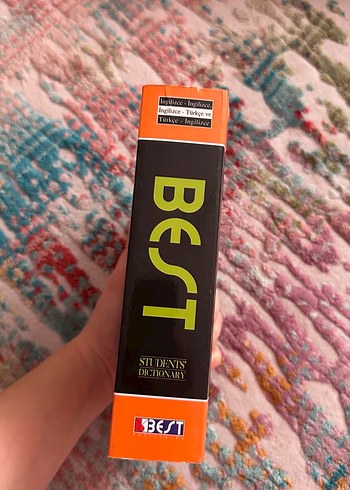 İngilizce - İngilizce,
İngilizce - Türkçe ve
Türkçe - İngilizce
BEST
STUDENTS'
DICTIONARY
BEST